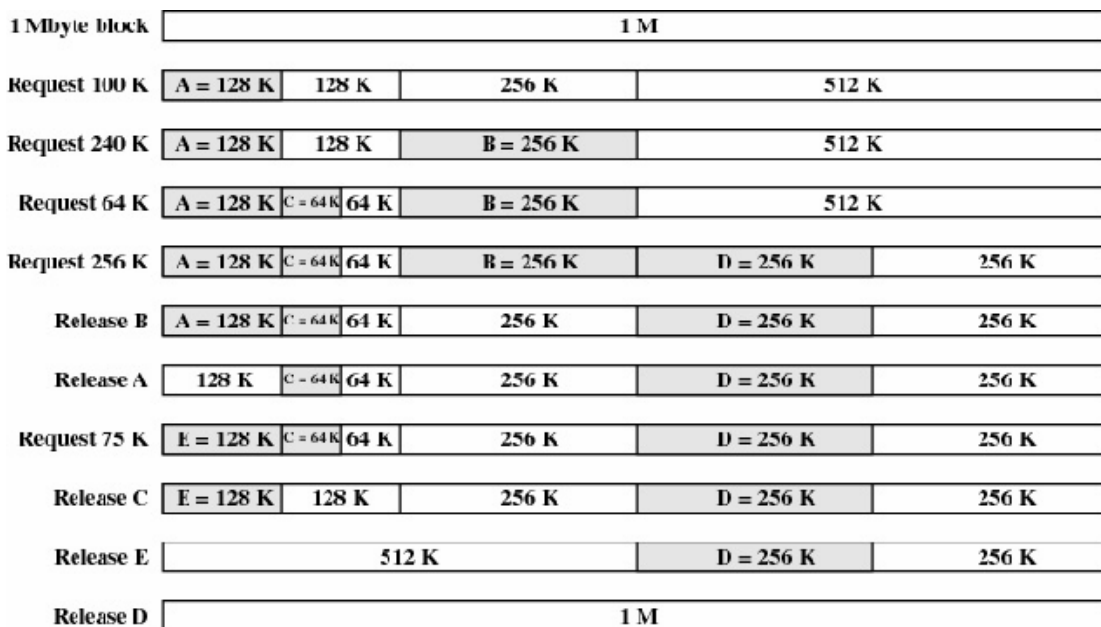 1 Mbyte block 1 M
Request 100 K A = 128 K 128 K 256 K 512 K
Request 240 K A = 128 K 128 K B = 256 K 512 K
Request 64 K A = 128 K C = 64 K 64 K B = 256 K 512 K
Request 256 K A = 128 K C = 64 K 64 K B = 256 K D = 256 K 256 K
Release B A = 128 K C = 64 K 64 K 256 K D = 256 K 256 K
Release A 128 K C = 64 K 64 K 256 K D = 256 K 256 K
Request 75 K E = 128 K C = 64 K 64 K 256 K D = 256 K 256 K
Release C E = 128 K 128 K 256 K D = 256 K 256 K
Release E 512 K D = 256 K 256 K
Release D 1 M